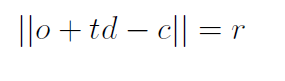 ||o + td − c|| = r